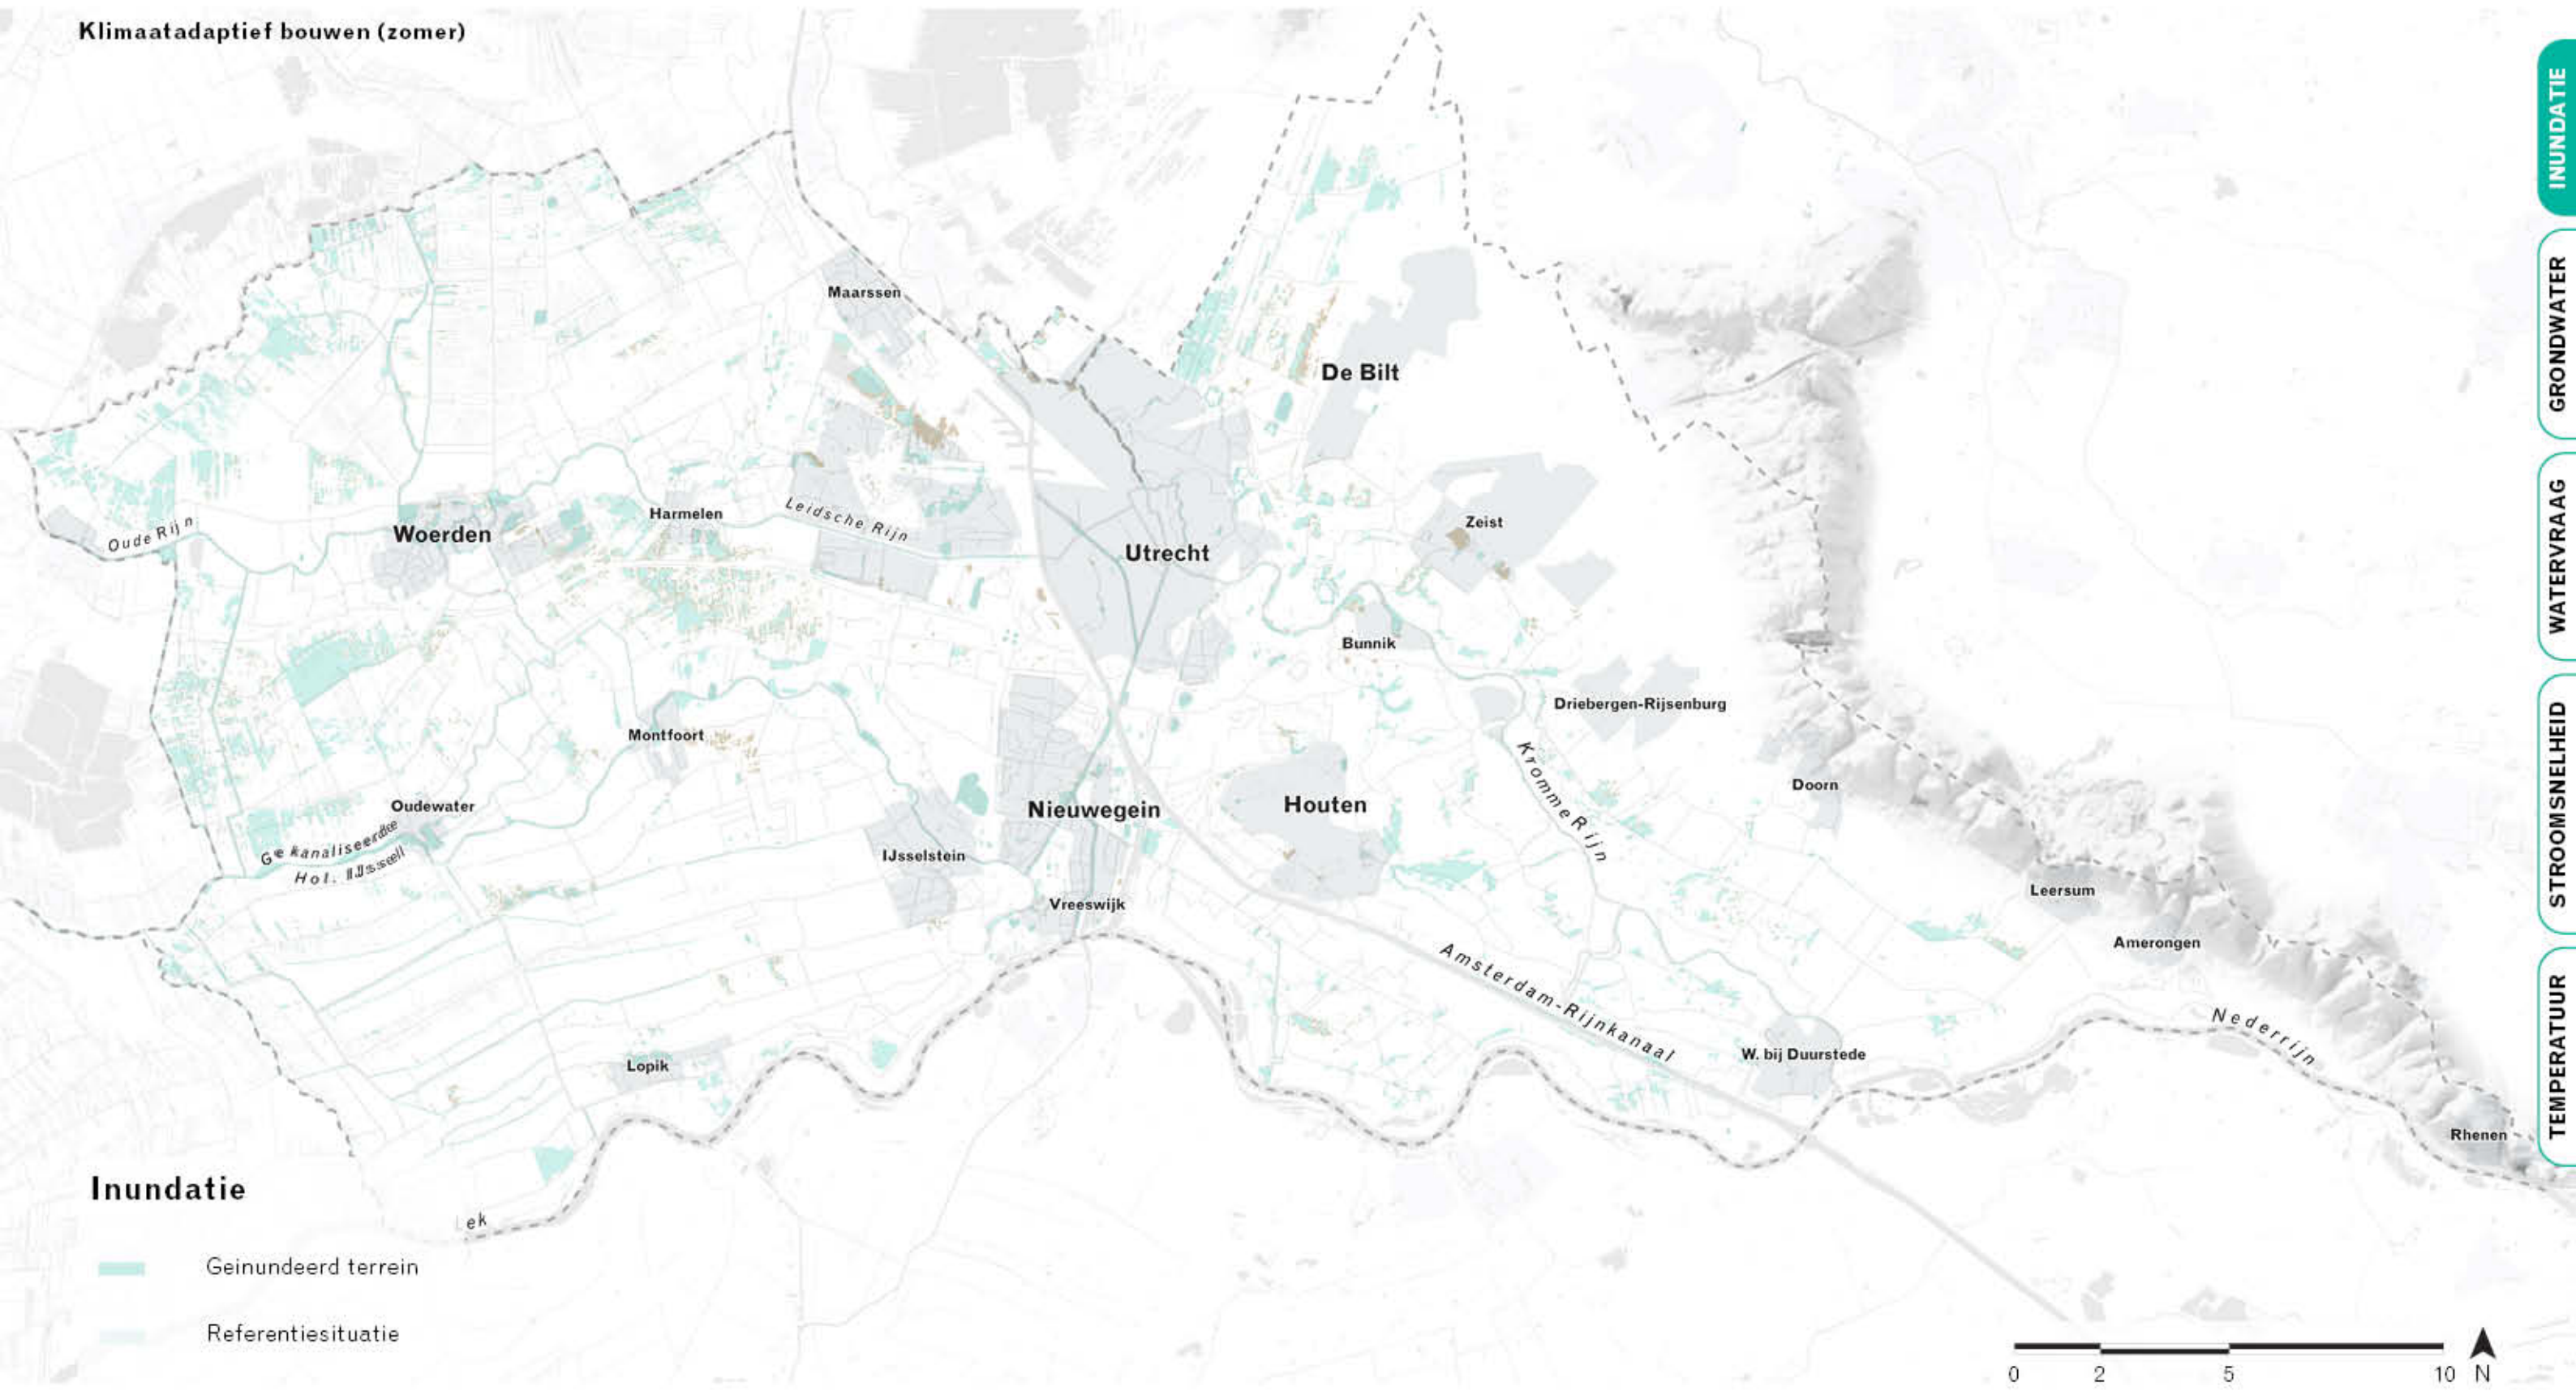 Klimaatadaptief bouwen (zomer)
INUNDATIE
GRONDWATER
WATERVRAAG
STROOMSNELHEID
TEMPERATUUR
Maarssen
De Bilt
Oude Rijn
Woerden
Harmelen
Leidsche Rijn
Utrecht
Zeist
Bunnik
Driebergen-Rijsenburg
Montfoort
Kromme Rijn
Doorn
Oudewater
Gekanaliseerde
Hol. IJssel
Nieuwegein
Houten
IJsselstein
Vreeswijk
Leersum
Amerongen
Amsterdam-Rijnkanaal
Nederrijn
Lopik
W. bij Duurstede
Rhenen
Lek
Inundatie
Geinundeerd terrein
Referentiesituatie
0 2 5 10 N